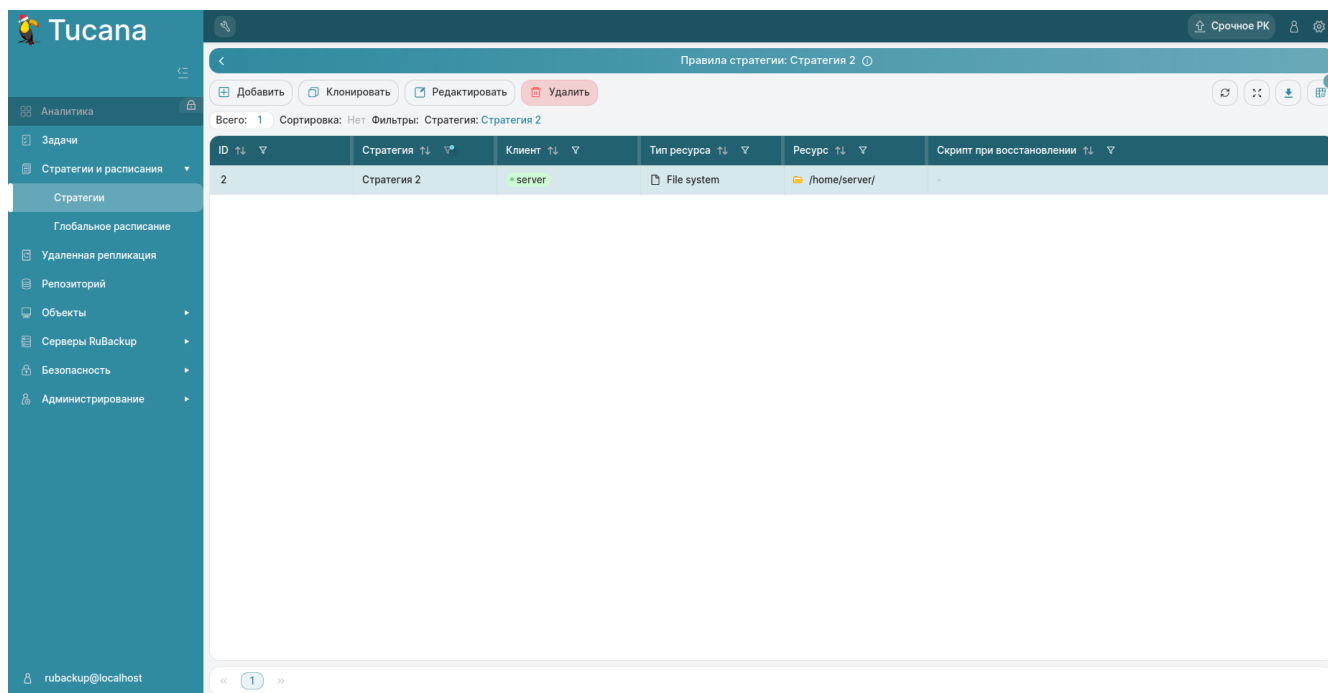 Tucana
Срочное РК
Правила стратегии: Стратегия 2
Добавить Клонировать Редактировать Удалить
Всего: 1 Сортировка: Нет Фильтры: Стратегия: Стратегия 2
ID Стратегия Клиент Тип ресурса Ресурс Скрипт при восстановлении
2 Стратегия 2 server File system /home/server/ -
Аналитика
Задачи
Стратегии и расписания
Стратегии
Глобальное расписание
Удаленная репликация
Репозиторий
Объекты
Серверы RuBackup
Безопасность
Администрирование
rubackup@localhost
« 1 »